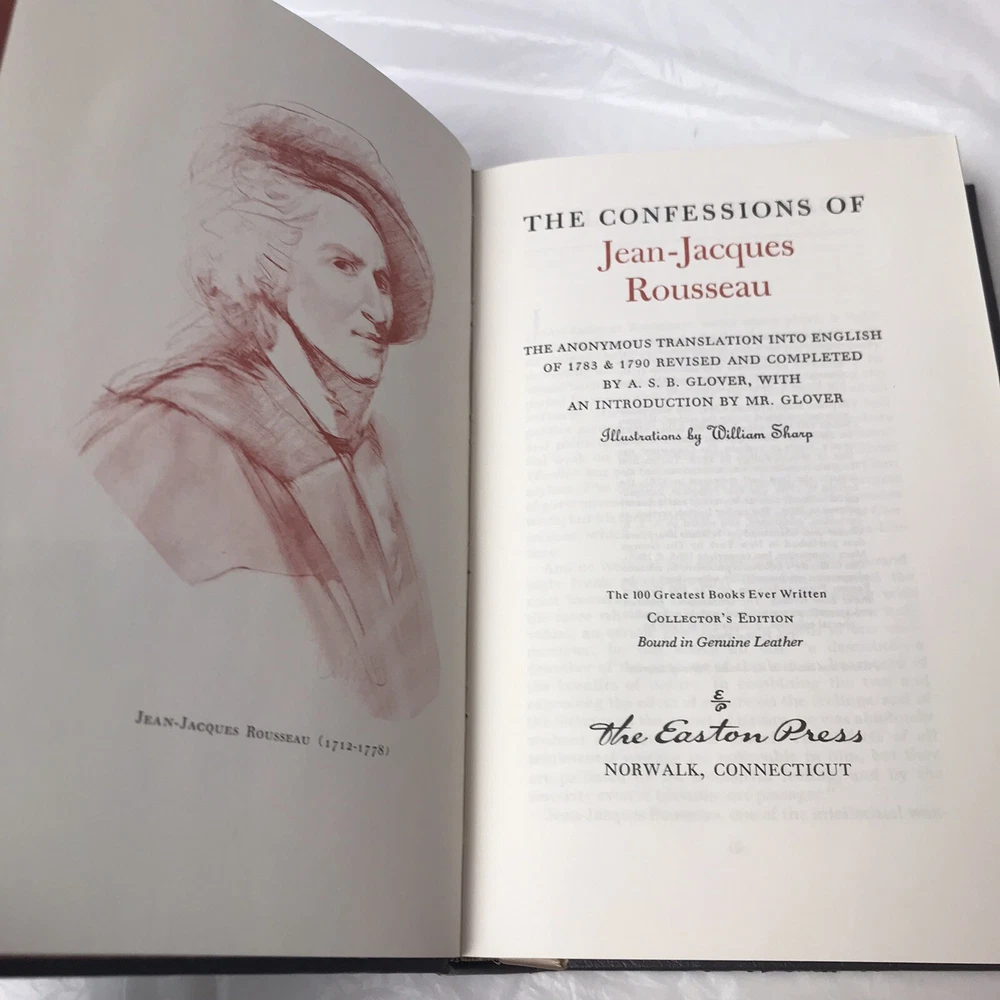 JEAN-JACQUES ROUSSEAU (1712-1778)
THE CONFESSIONS OF
Jean-Jacques
Rousseau
THE ANONYMOUS TRANSLATION INTO ENGLISH
OF 1783 & 1790 REVISED AND COMPLETED
BY A. S. B. GLOVER, WITH
AN INTRODUCTION BY MR. GLOVER
Illustrations by William Sharp
The 100 Greatest Books Ever Written
COLLECTOR'S EDITION
Bound in Genuine Leather
E/P
The Easton Press
NORWALK, CONNECTICUT